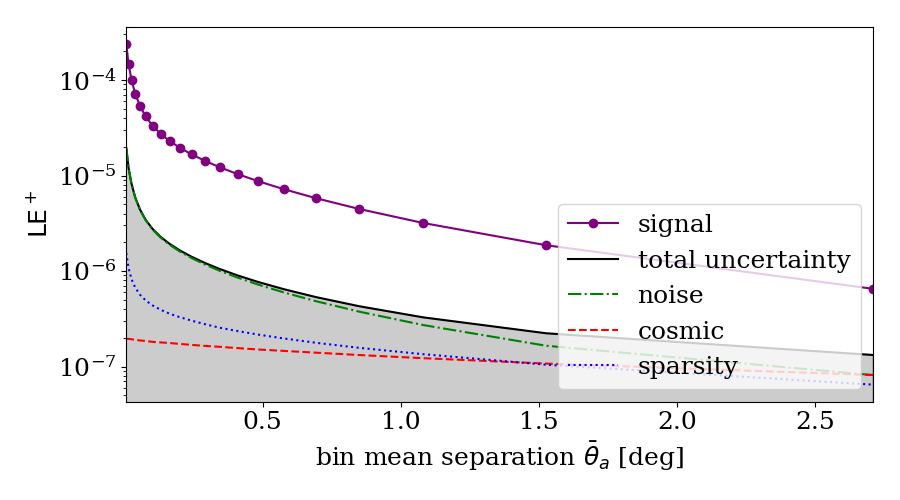 LE⁺
10⁻⁴
10⁻⁵
10⁻⁶
10⁻⁷
signal
total uncertainty
noise
cosmic
sparsity
0.5 1.0 1.5 2.0 2.5
bin mean separation θ̄ₐ [deg]